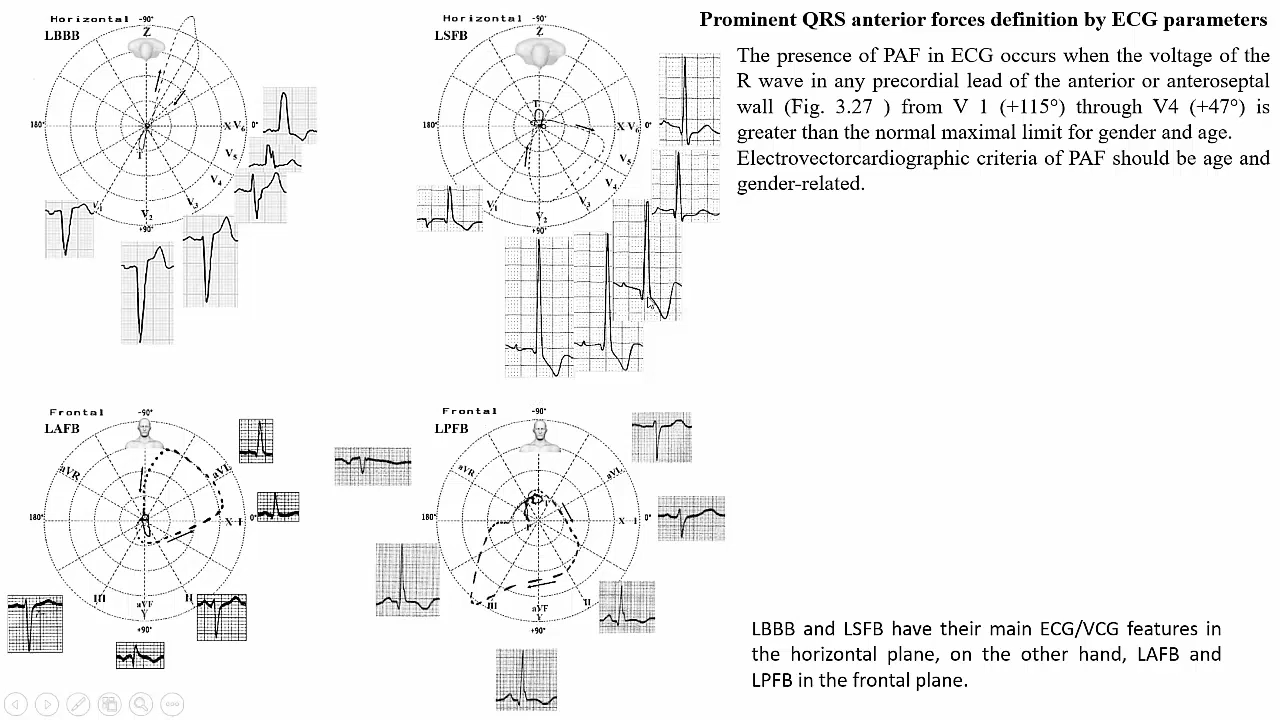 Prominent QRS anterior forces definition by ECG parameters
The presence of PAF in ECG occurs when the voltage of the
R wave in any precordial lead of the anterior or anteroseptal
wall (Fig. 3.27 ) from V 1 (+115°) through V4 (+47°) is
greater than the normal maximal limit for gender and age.
Electrovectorcardiographic criteria of PAF should be age and
gender-related.
Horizontal -90°
LBBB Z
180° X V6 0°
V5
V4
V3
V1
V2
+90°
Horizontal -90°
LSFB Z
T
180° X V6 0°
V5
V4
V3
V1
V2
+90°
Frontal -90°
LAFB
aVR aVL
180° X I 0°
III II
aVF
Y
+90°
Frontal -90°
LPFB
aVR aVL
180° X I 0°
III II
aVF
Y
+90°
LBBB and LSFB have their main ECG/VCG features in
the horizontal plane, on the other hand, LAFB and
LPFB in the frontal plane.